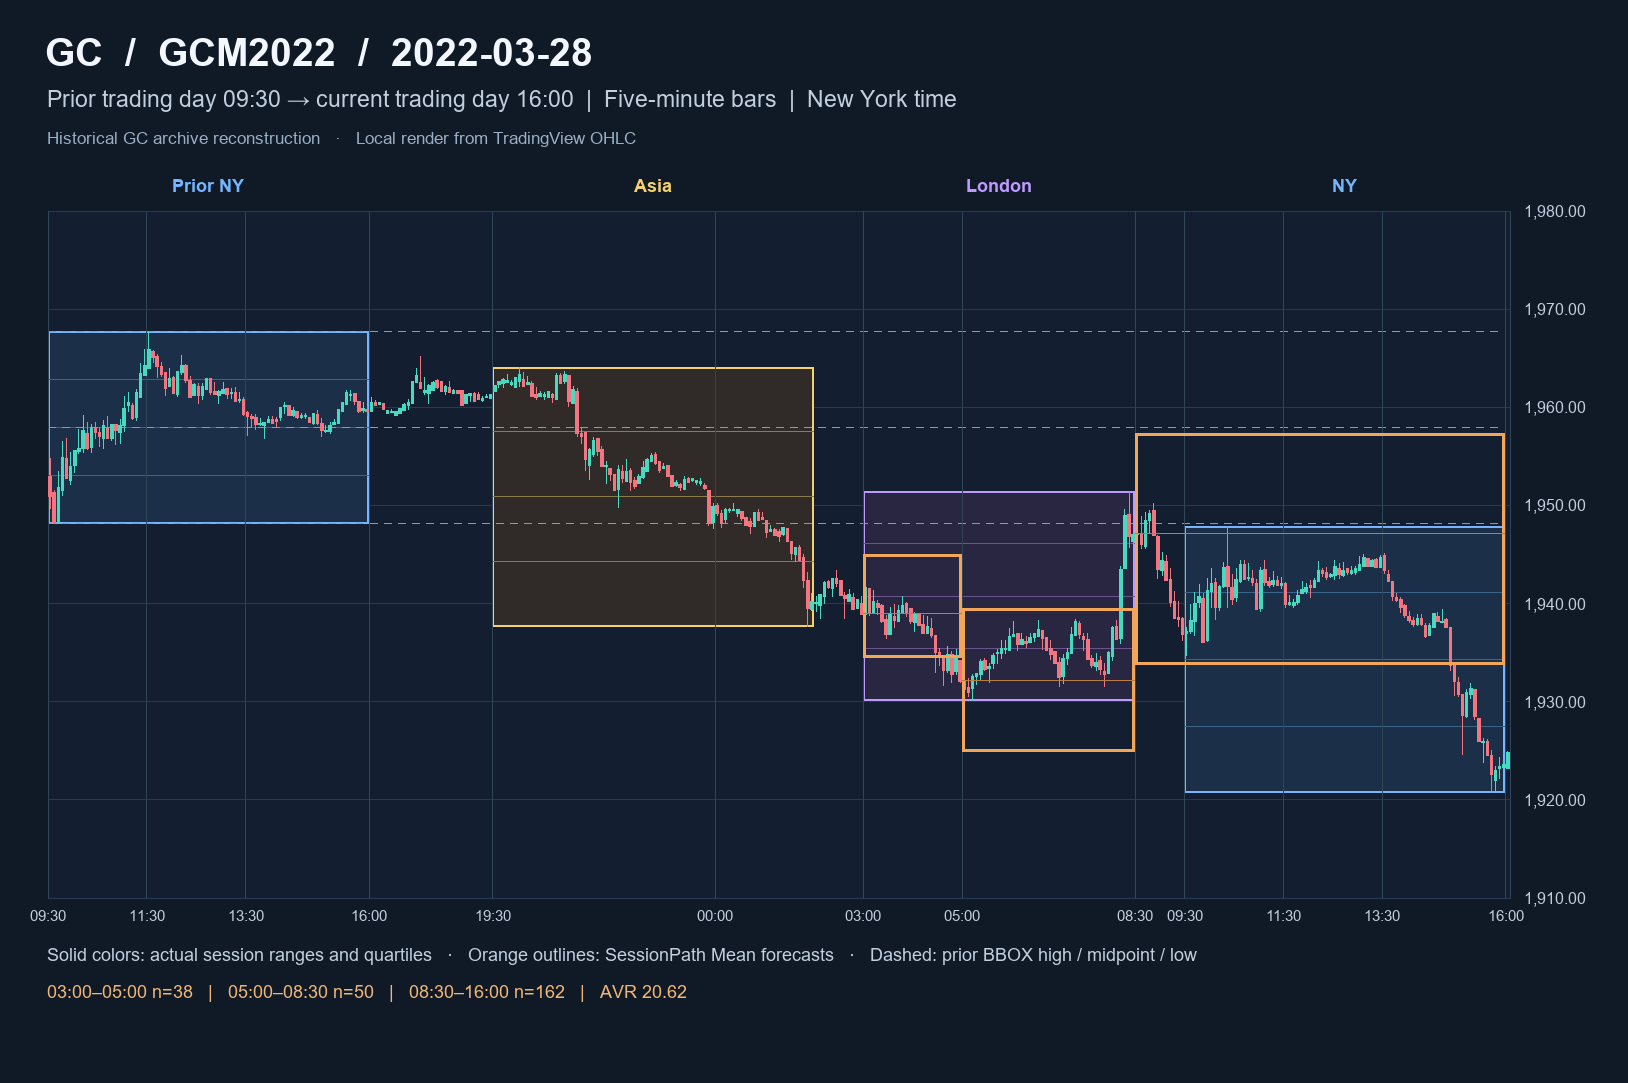 GC / GCM2022 / 2022-03-28
Prior trading day 09:30 → current trading day 16:00 | Five-minute bars | New York time
Historical GC archive reconstruction · Local render from TradingView OHLC
Prior NY Asia London NY
1,980.00
1,970.00
1,960.00
1,950.00
1,940.00
1,930.00
1,920.00
1,910.00
09:30 11:30 13:30 16:00 19:30 00:00 03:00 05:00 08:30 09:30 11:30 13:30 16:00
Solid colors: actual session ranges and quartiles · Orange outlines: SessionPath Mean forecasts · Dashed: prior BBOX high / midpoint / low
03:00–05:00 n=38 | 05:00–08:30 n=50 | 08:30–16:00 n=162 | AVR 20.62